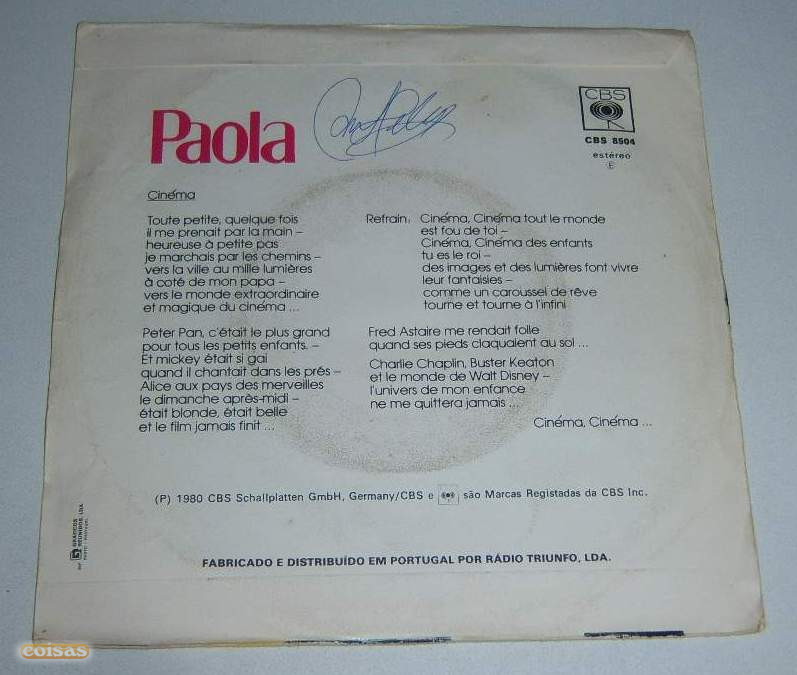 Paola
CBS
CBS 8504
estéreo
E
Cinéma
Toute petite, quelque fois
il me prenait par la main –
heureuse à petite pas
je marchais par les chemins –
vers la ville au mille lumières
à coté de mon papa –
vers le monde extraordinaire
et magique du cinéma ...
Peter Pan, c'était le plus grand
pour tous les petits enfants. –
Et mickey était si gai
quand il chantait dans les prés –
Alice aux pays des merveilles
le dimanche après-midi –
était blonde, était belle
et le film jamais finit ...
Refrain: Cinéma, Cinéma tout le monde
est fou de toi –
Cinéma, Cinéma des enfants
tu es le roi –
des images et des lumières font vivre
leur fantaisies –
comme un caroussel de rêve
tourne et tourne à l'infini
Fred Astaire me rendait folle
quand ses pieds claquaient au sol ...
Charlie Chaplin, Buster Keaton
et le monde de Walt Disney –
l'univers de mon enfance
ne me quittera jamais ...
Cinéma, Cinéma ...
(P) 1980 CBS Schallplatten GmbH, Germany/CBS e são Marcas Registadas da CBS Inc.
GRÁFICOS
REUNIDOS, LDA
FABRICADO E DISTRIBUÍDO EM PORTUGAL POR RÁDIO TRIUNFO, LDA.
coisas